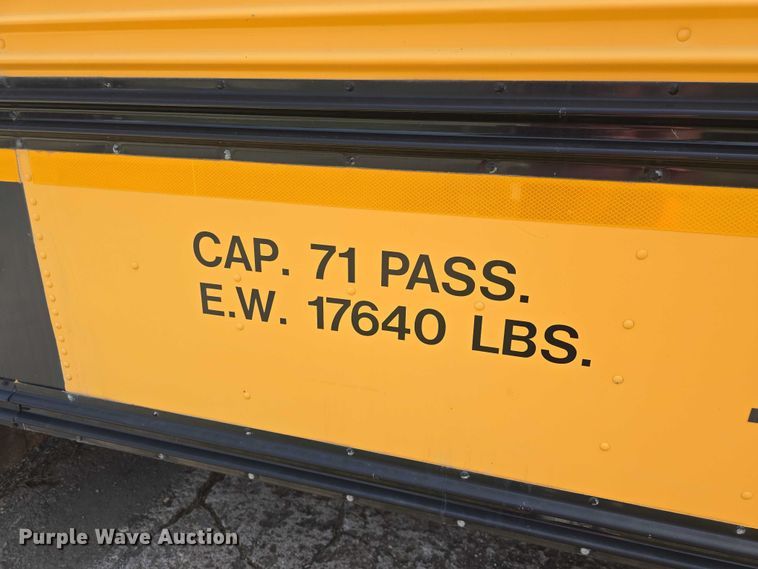 CAP. 71 PASS.
E.W. 17640 LBS.
Purple Wave Auction